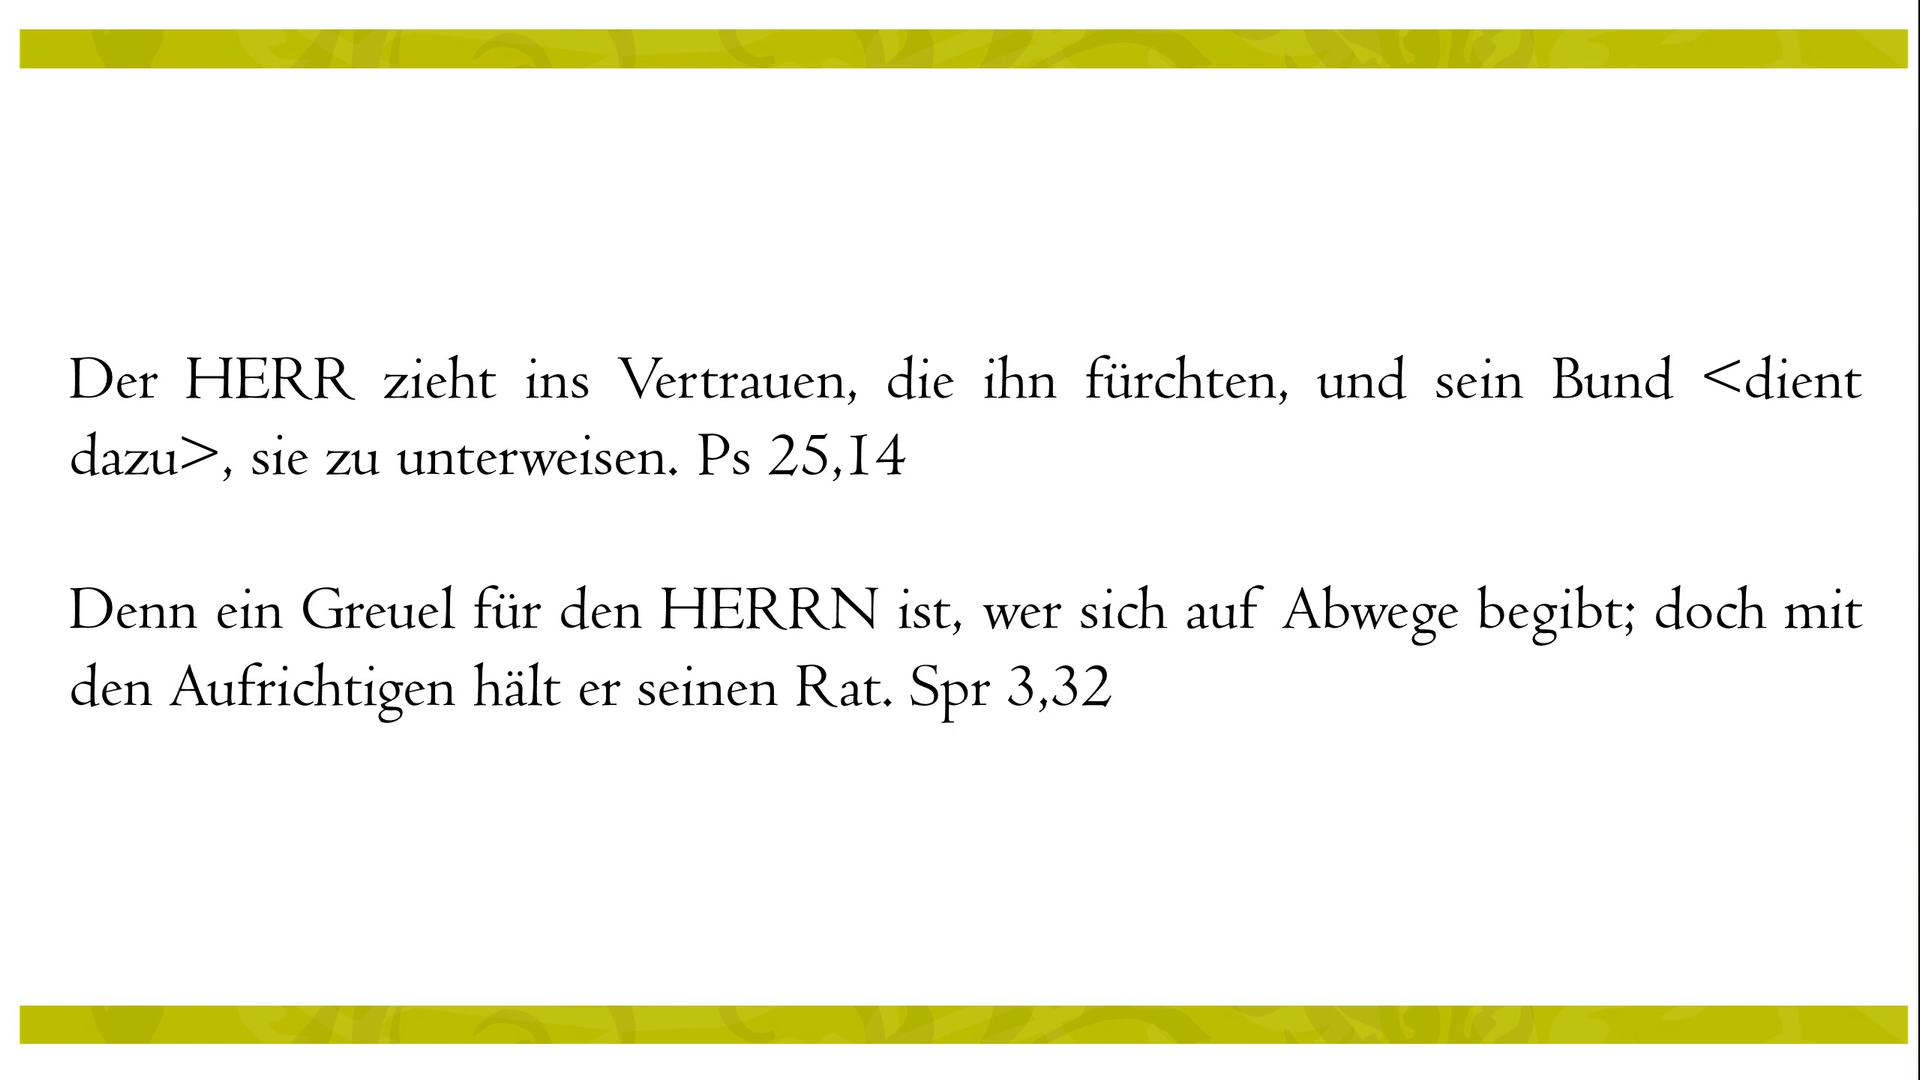 Der HERR zieht ins Vertrauen, die ihn fürchten, und sein Bund <dient
dazu>, sie zu unterweisen. Ps 25,14
Denn ein Greuel für den HERRN ist, wer sich auf Abwege begibt; doch mit
den Aufrichtigen hält er seinen Rat. Spr 3,32